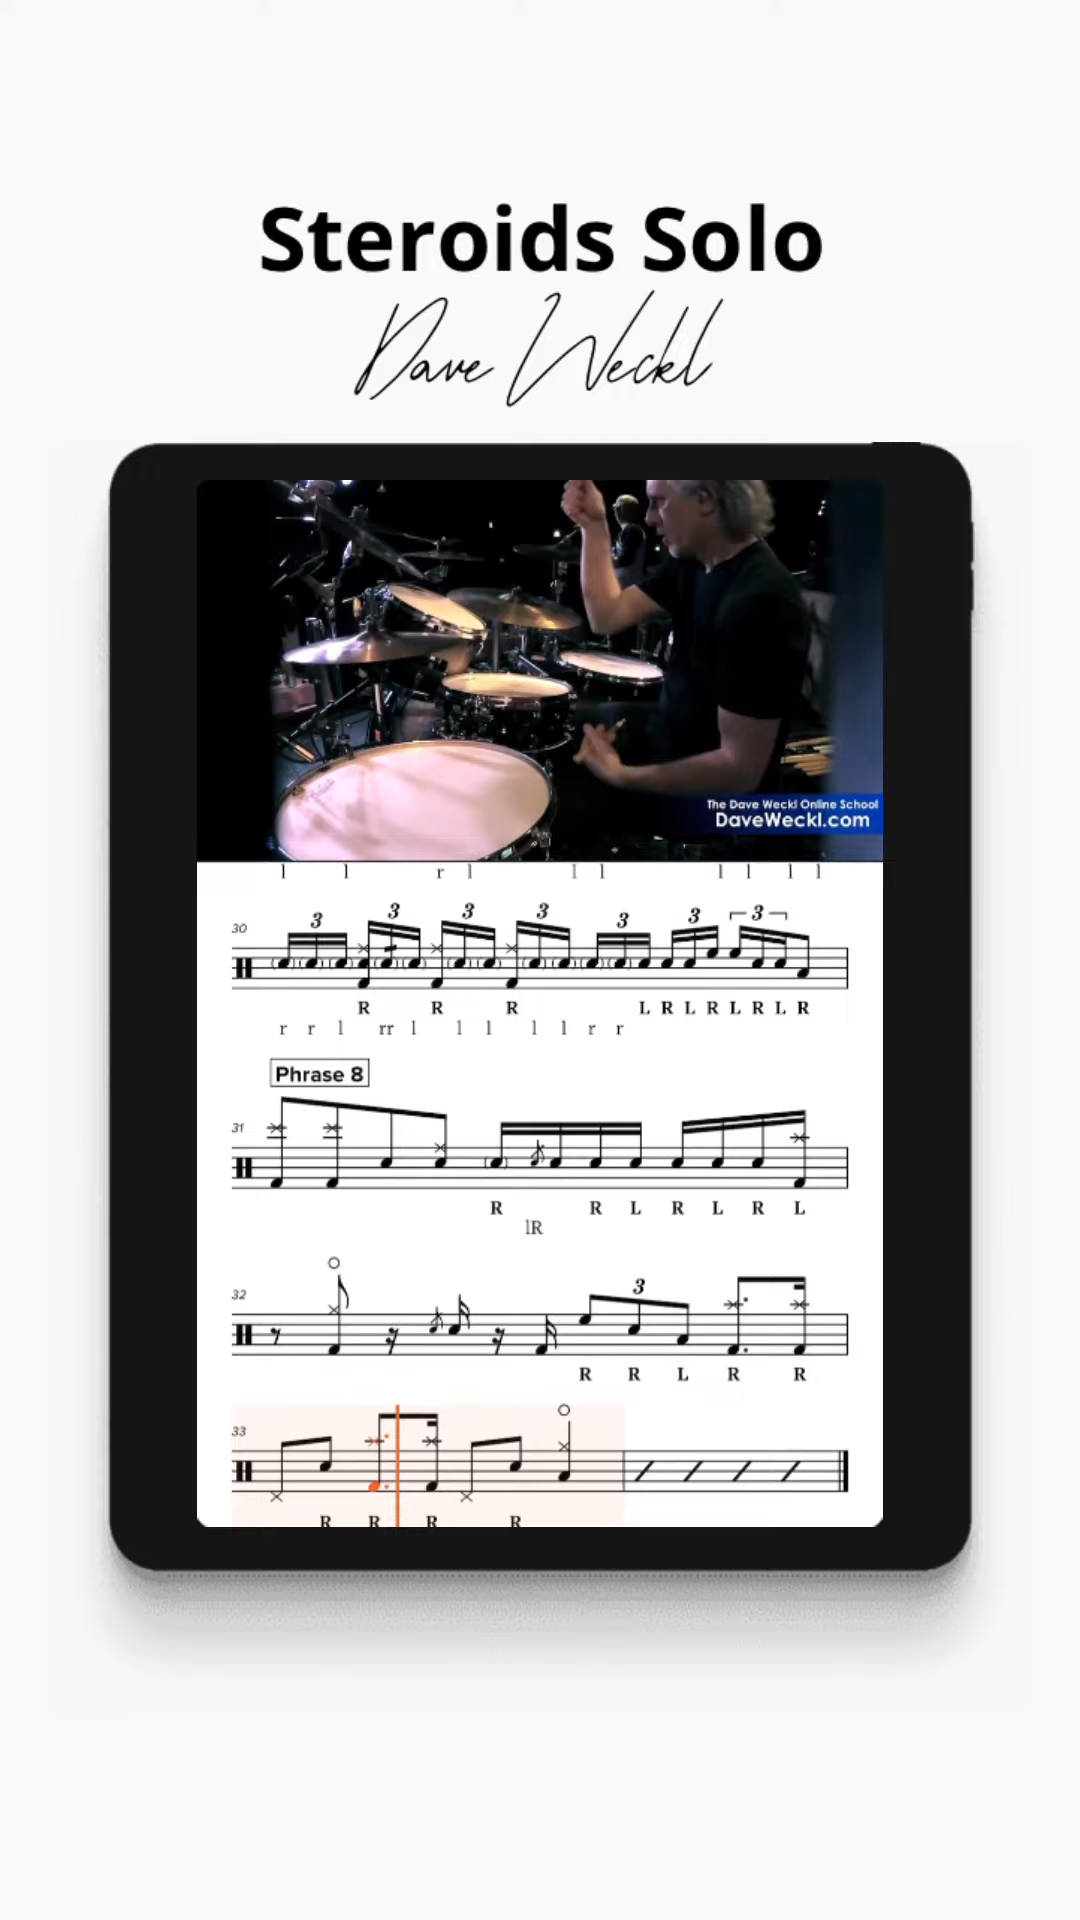 Steroids Solo
Dave Weckl
The Dave Weckl Online School
DaveWeckl.com
l l r l l l l l l l
3 3 3 3 3 3 3
30
R R R L R L R L R L R
r r l rr l l l l l r r
Phrase 8
31
R R L R L R L
lR
32
3
R R L R R
33
R R R R